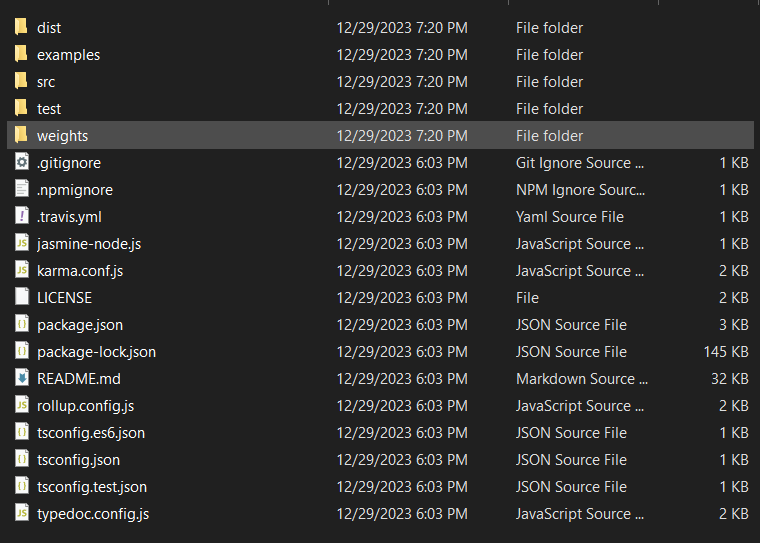 dist 12/29/2023 7:20 PM File folder
examples 12/29/2023 7:20 PM File folder
src 12/29/2023 7:20 PM File folder
test 12/29/2023 7:20 PM File folder
weights 12/29/2023 7:20 PM File folder
.gitignore 12/29/2023 6:03 PM Git Ignore Source ... 1 KB
.npmignore 12/29/2023 6:03 PM NPM Ignore Sourc... 1 KB
.travis.yml 12/29/2023 6:03 PM Yaml Source File 1 KB
jasmine-node.js 12/29/2023 6:03 PM JavaScript Source ... 1 KB
karma.conf.js 12/29/2023 6:03 PM JavaScript Source ... 2 KB
LICENSE 12/29/2023 6:03 PM File 2 KB
package.json 12/29/2023 6:03 PM JSON Source File 3 KB
package-lock.json 12/29/2023 6:03 PM JSON Source File 145 KB
README.md 12/29/2023 6:03 PM Markdown Source ... 32 KB
rollup.config.js 12/29/2023 6:03 PM JavaScript Source ... 2 KB
tsconfig.es6.json 12/29/2023 6:03 PM JSON Source File 1 KB
tsconfig.json 12/29/2023 6:03 PM JSON Source File 1 KB
tsconfig.test.json 12/29/2023 6:03 PM JSON Source File 1 KB
typedoc.config.js 12/29/2023 6:03 PM JavaScript Source ... 2 KB